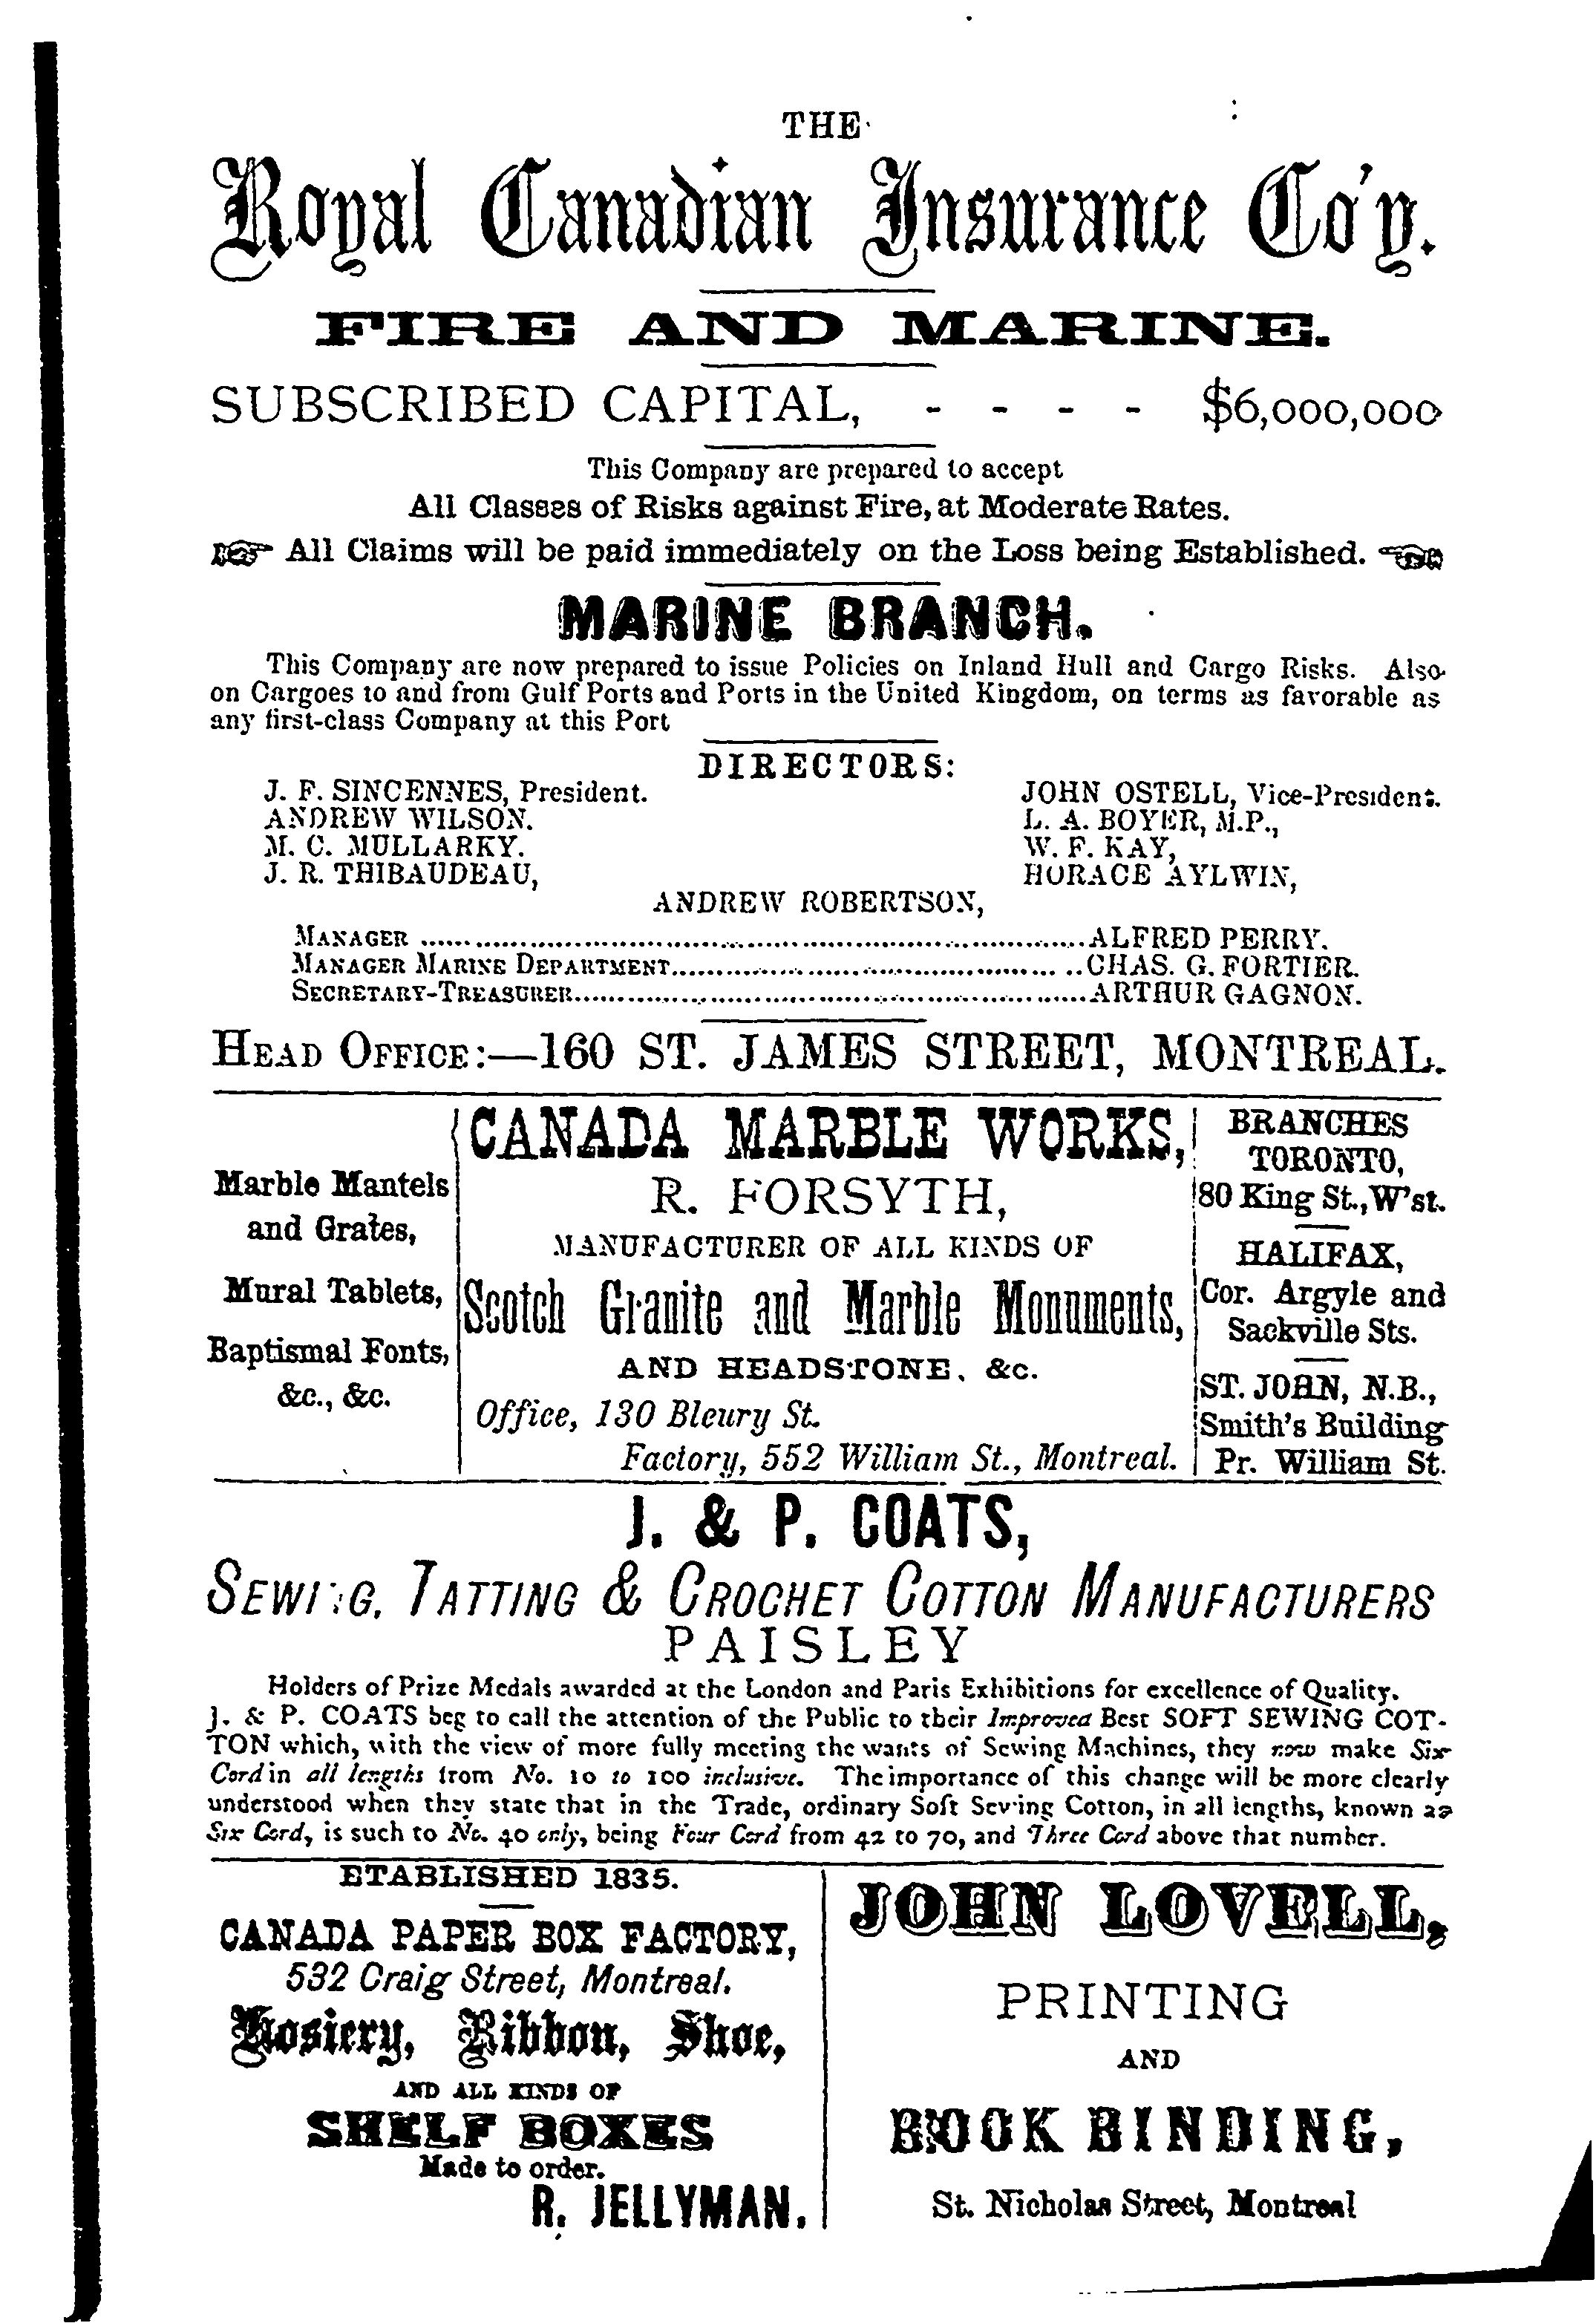 THE
Royal Canadian Insurance Co'y.
FIRE AND MARINE.
SUBSCRIBED CAPITAL, - - - - $6,000,000
This Company are prepared to accept
All Classes of Risks against Fire, at Moderate Rates.
All Claims will be paid immediately on the Loss being Established.
MARINE BRANCH.
This Company are now prepared to issue Policies on Inland Hull and Cargo Risks. Also
on Cargoes to and from Gulf Ports and Ports in the United Kingdom, on terms as favorable as
any first-class Company at this Port
DIRECTORS:
J. F. SINCENNES, President.
ANDREW WILSON.
M. C. MULLARKY.
J. R. THIBAUDEAU,
JOHN OSTELL, Vice-President.
L. A. BOYER, M.P.,
W. F. KAY,
HORACE AYLWIN,
ANDREW ROBERTSON,
MANAGER ........ALFRED PERRY.
MANAGER MARINE DEPARTMENT........CHAS. G. FORTIER.
SECRETARY-TREASURER........ARTHUR GAGNON.
HEAD OFFICE:—160 ST. JAMES STREET, MONTREAL.
Marble Mantels
and Grates,
Mural Tablets,
Baptismal Fonts,
&c., &c.
CANADA MARBLE WORKS,
R. FORSYTH,
MANUFACTURER OF ALL KINDS OF
Scotch Granite and Marble Monuments,
AND HEADSTONE, &c.
Office, 130 Bleury St.
Factory, 552 William St., Montreal.
BRANCHES
TORONTO,
80 King St., W'st.
HALIFAX,
Cor. Argyle and
Sackville Sts.
ST. JOHN, N.B.,
Smith's Building
Pr. William St.
J. & P. COATS,
SEWING, TATTING & CROCHET COTTON MANUFACTURERS
PAISLEY
Holders of Prize Medals awarded at the London and Paris Exhibitions for excellence of Quality.
J. & P. COATS beg to call the attention of the Public to their Improved Best SOFT SEWING COT-
TON which, with the view of more fully meeting the wants of Sewing Machines, they now make Six
Cord in all lengths from No. 10 to 100 inclusive. The importance of this change will be more clearly
understood when they state that in the Trade, ordinary Soft Sewing Cotton, in all lengths, known as
Six Cord, is such to No. 40 only, being Four Cord from 42 to 70, and Three Cord above that number.
ETABLISHED 1835.
CANADA PAPER BOX FACTORY,
532 Craig Street, Montreal.
Hosiery, Ribbon, Shoe,
AND ALL KINDS OF
SHELF BOXES
Made to order.
R. JELLYMAN.
JOHN LOVELL,
PRINTING
AND
BOOK BINDING,
St. Nicholas Street, Montreal